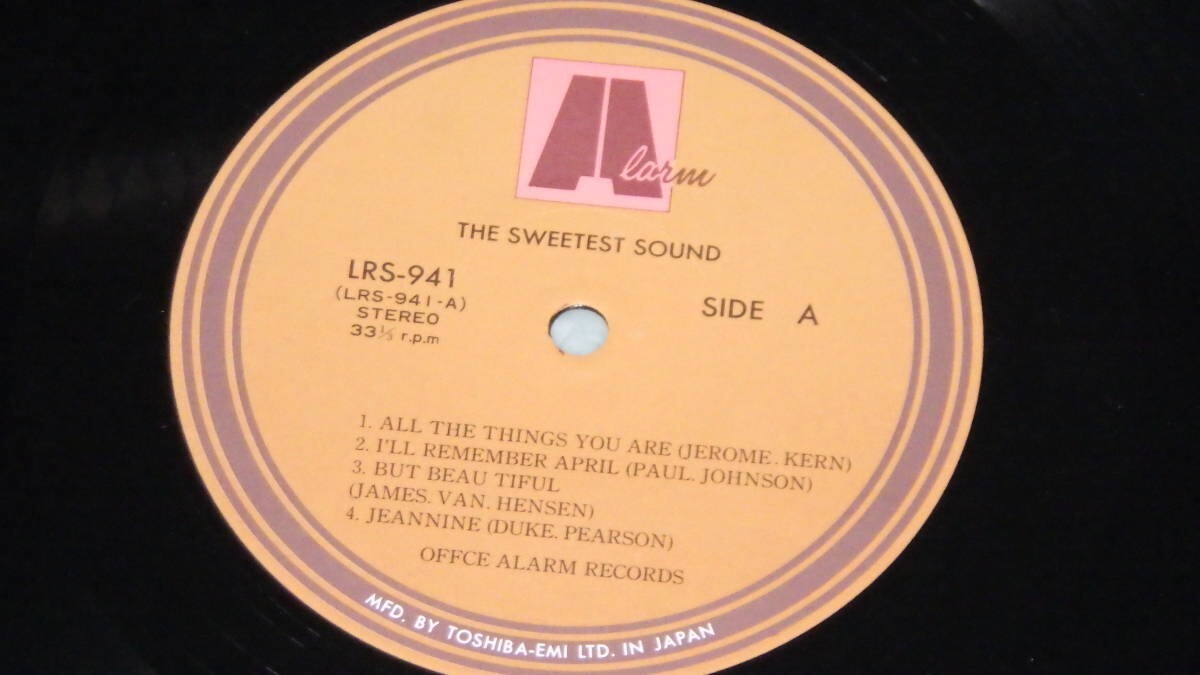 Alarm
THE SWEETEST SOUND
LRS-941
(LRS-941-A)
STEREO
33⅓ r.p.m
SIDE A
1. ALL THE THINGS YOU ARE (JEROME. KERN)
2. I'LL REMEMBER APRIL (PAUL. JOHNSON)
3. BUT BEAU TIFUL
(JAMES. VAN. HENSEN)
4. JEANNINE (DUKE. PEARSON)
OFFCE ALARM RECORDS
MFD. BY TOSHIBA-EMI LTD. IN JAPAN